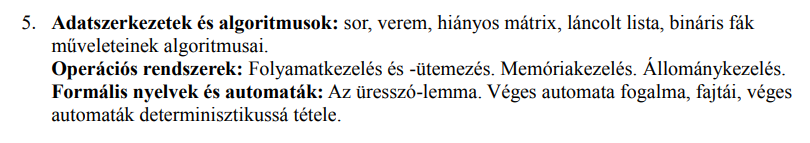 5. Adatszerkezetek és algoritmusok: sor, verem, hiányos mátrix, láncolt lista, bináris fák
műveleteinek algoritmusai.
Operációs rendszerek: Folyamatkezelés és -ütemezés. Memóriakezelés. Állománykezelés.
Formális nyelvek és automaták: Az üresszó-lemma. Véges automata fogalma, fajtái, véges
automaták determinisztikussá tétele.